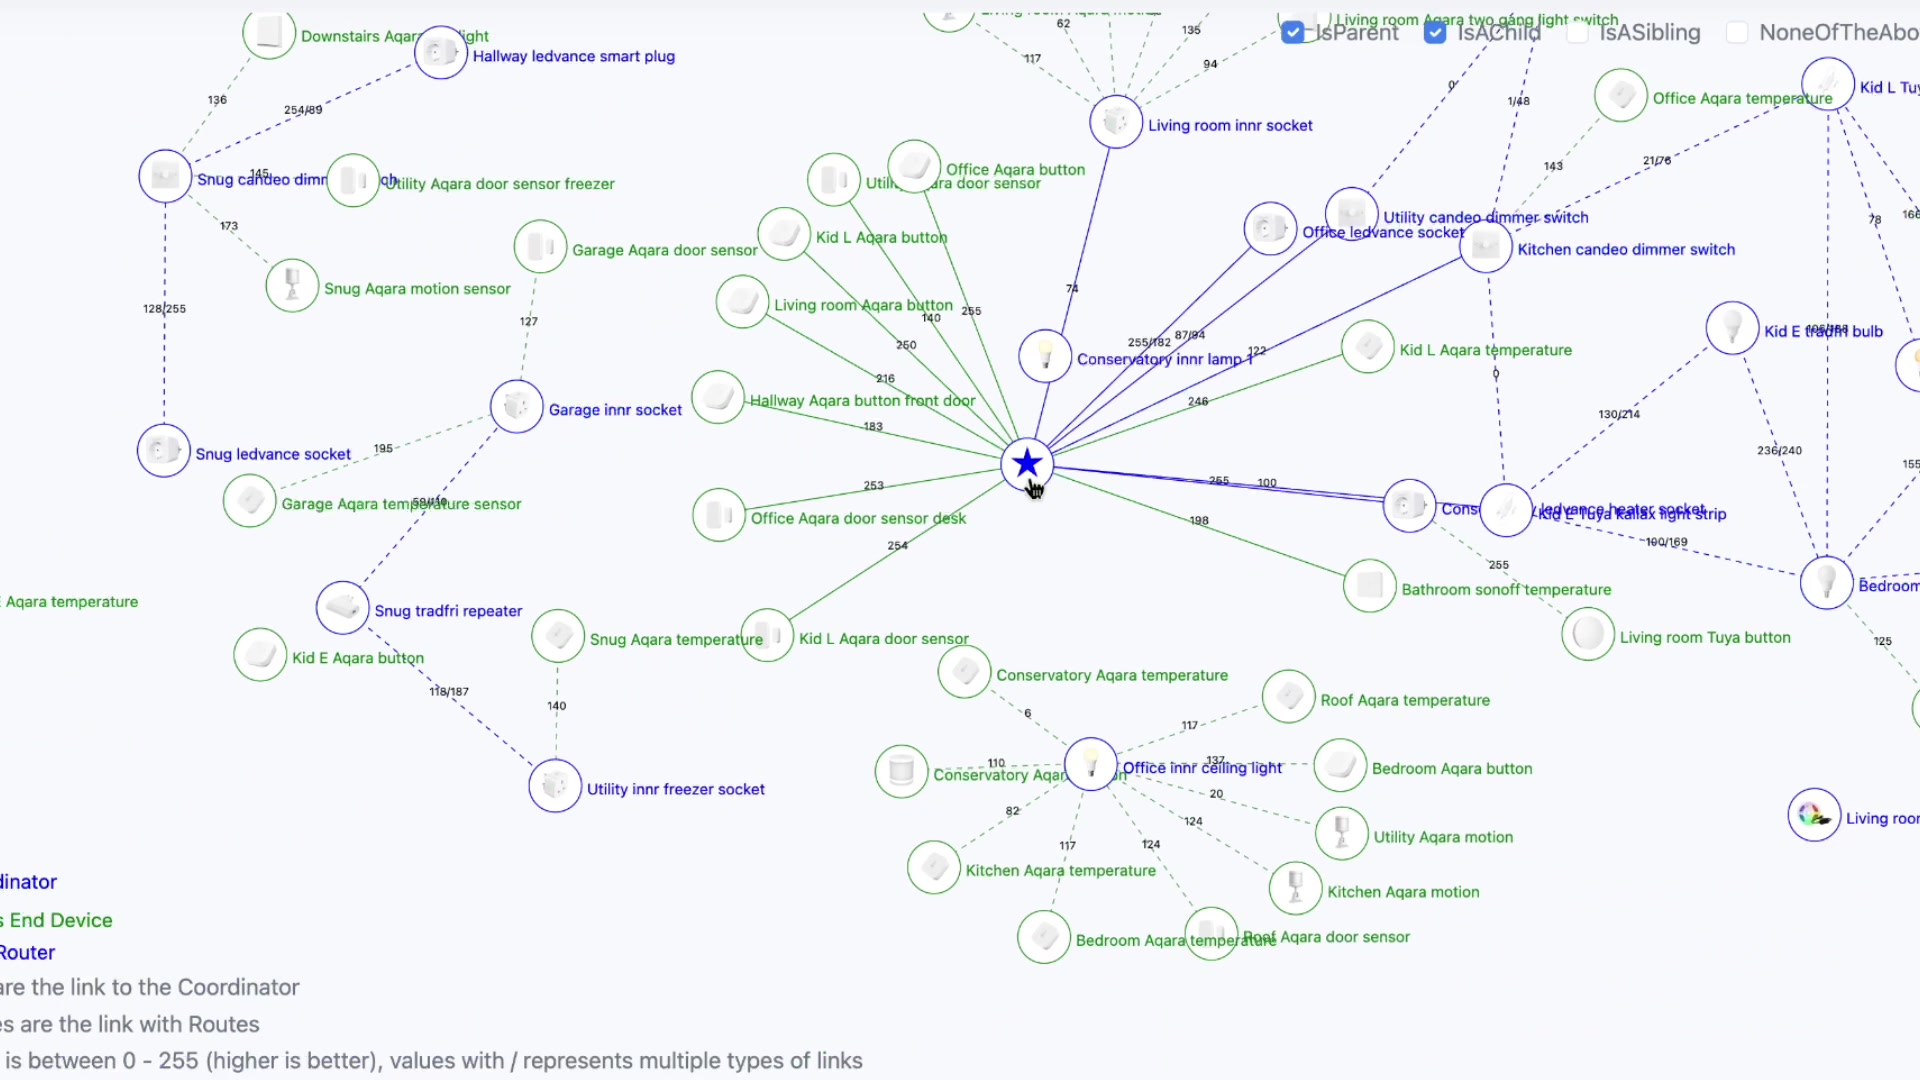 Living room Aqara two gang light switch
IsParent
IsAChild
IsASibling
NoneOfTheAbo
Downstairs Aqara
light
62
135
117
94
Hallway ledvance smart plug
136
254/89
0
1/48
Office Aqara temperature
Kid L Tuy
Living room innr socket
143
21/76
Office Aqara button
Snug candeo dimm
145
ch
Utility Aqara door sensor freezer
Utility
ara door sensor
78
166
173
Utility candeo dimmer switch
Office ledvance socket
Kid L Aqara button
Garage Aqara door sensor
Kitchen candeo dimmer switch
Snug Aqara motion sensor
74
128/255
Living room Aqara button
140
255
127
Kid E tradfri bulb
250
255/182
87/94
122
Kid L Aqara temperature
Conservatory innr lamp 1
0
216
Hallway Aqara button front door
246
Garage innr socket
130/214
183
195
Snug ledvance socket
236/240
155
253
265
100
Garage Aqara temperature sensor
Office Aqara door sensor desk
198
Cons
ledvance heater socket
Kid E Tuya kallax light strip
100/169
254
255
Bedroom
Bathroom sonoff temperature
Aqara temperature
Snug tradfri repeater
Snug Aqara temperature
Kid L Aqara door sensor
Living room Tuya button
125
Kid E Aqara button
Conservatory Aqara temperature
118/187
140
6
Roof Aqara temperature
117
110
Conservatory Aqar
Office innr ceiling light
137
Bedroom Aqara button
Utility innr freezer socket
20
82
124
Living roor
117
124
Utility Aqara motion
Kitchen Aqara temperature
Kitchen Aqara motion
dinator
Bedroom Aqara temperature
Roof Aqara door sensor
s End Device
Router
are the link to the Coordinator
es are the link with Routes
is between 0 - 255 (higher is better), values with / represents multiple types of links